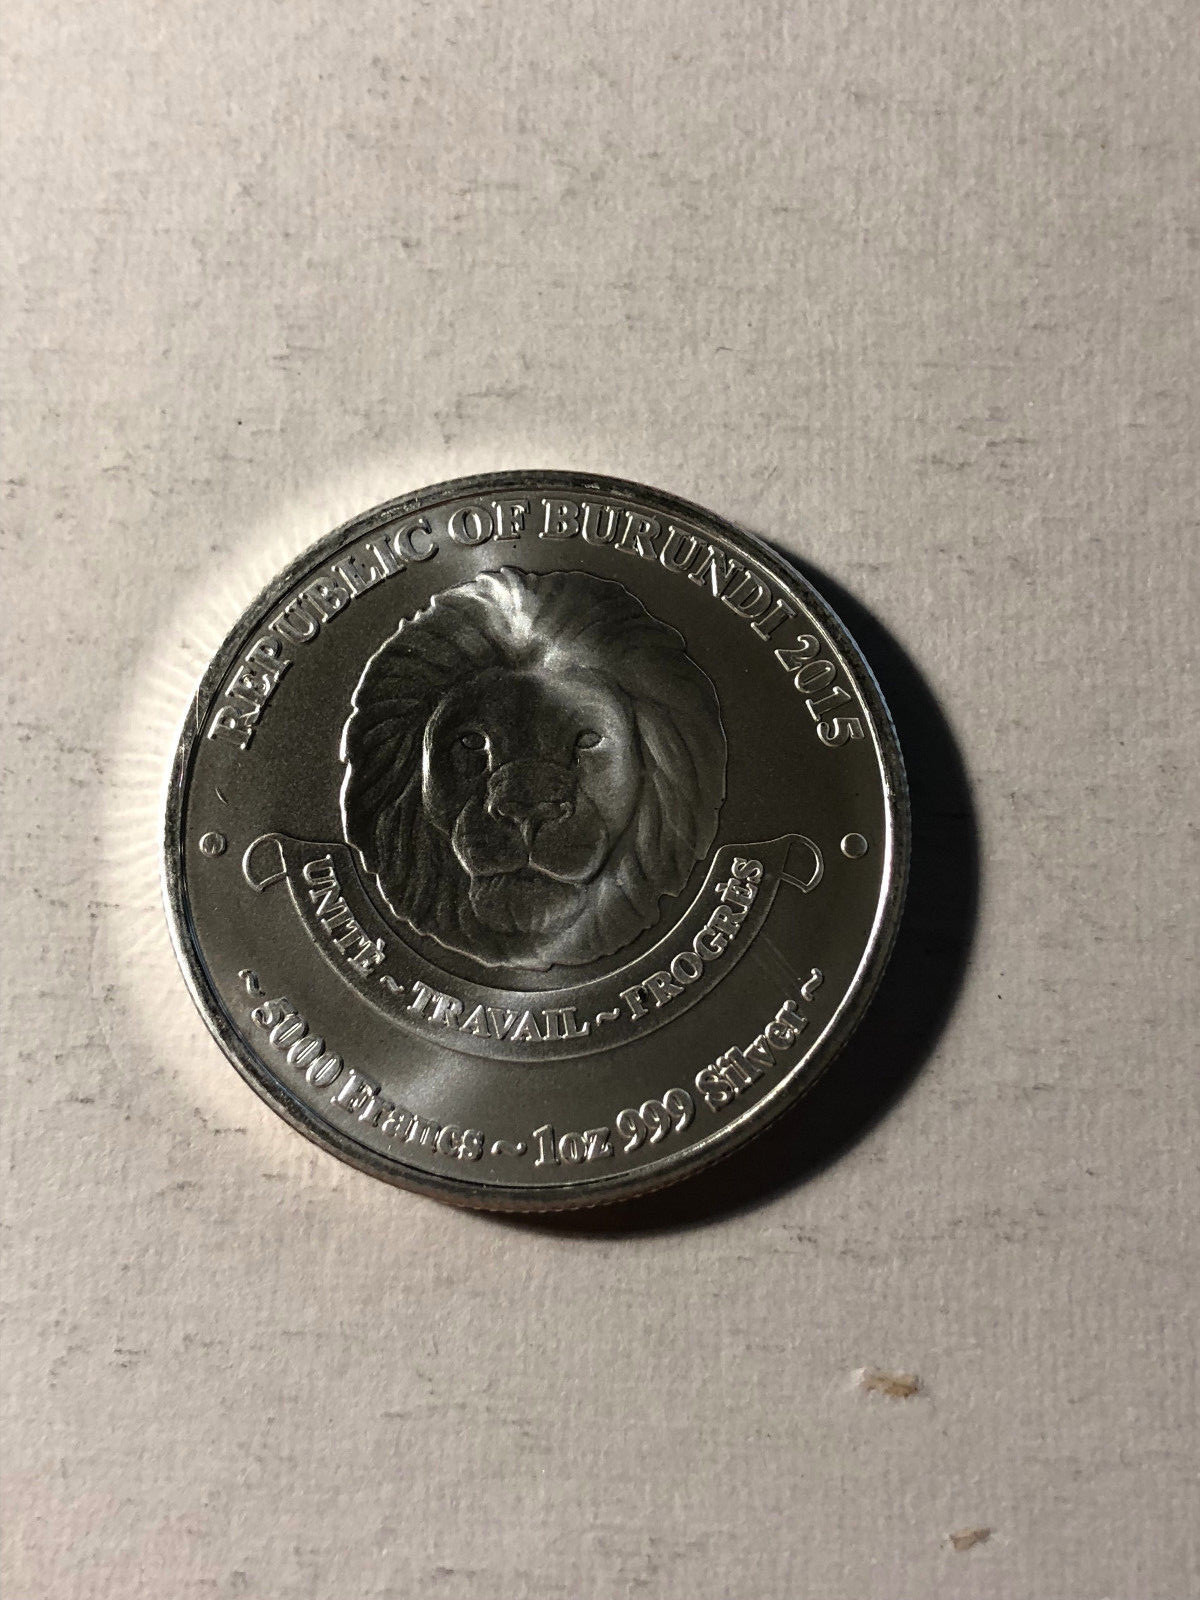 REPUBLIC OF BURUNDI 2015
UNITÈ ~ TRAVAIL ~ PROGRÈS
~ 5000 Francs ~ 1oz 999 Silver ~